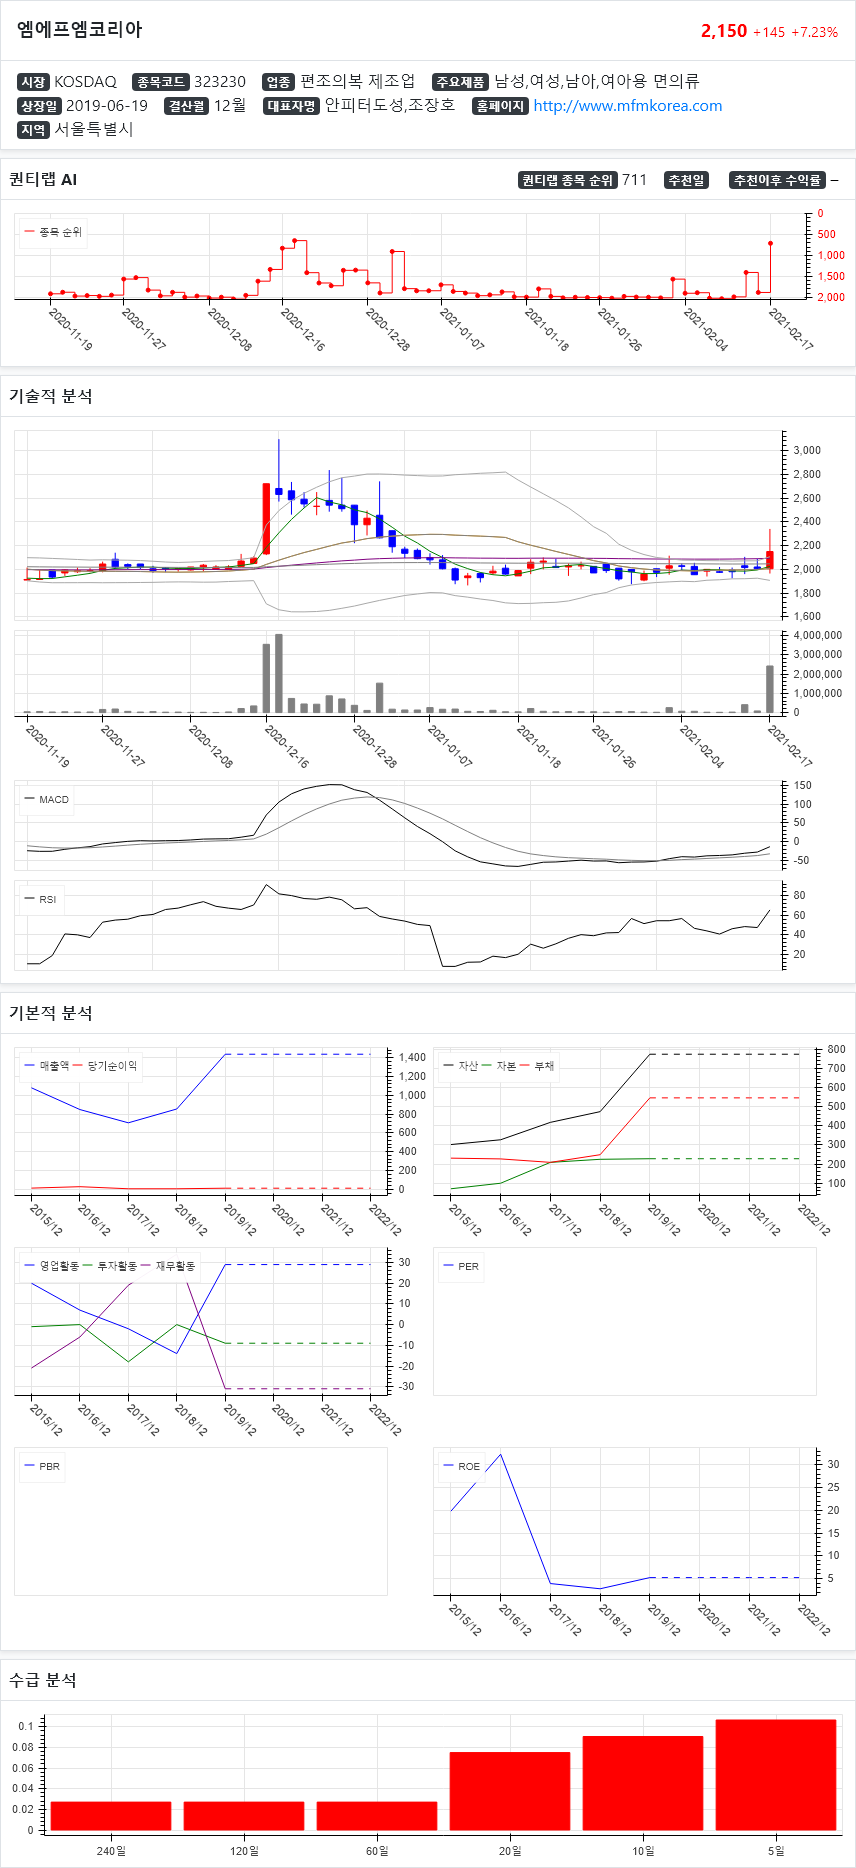 엠에프엠코리아
2,150 +145 +7.23%
시장 KOSDAQ 종목코드 323230 업종 편조의복 제조업 주요제품 남성,여성,남아,여아용 면의류
상장일 2019-06-19 결산월 12월 대표자명 안피터도성,조장호 홈페이지 http://www.mfmkorea.com
지역 서울특별시
퀀티랩 AI
퀀티랩 종목 순위 711 추천일 추천이후 수익률 –
종목 순위
0
500
1,000
1,500
2,000
2020-11-19 2020-11-27 2020-12-08 2020-12-16 2020-12-28 2021-01-07 2021-01-18 2021-01-26 2021-02-04 2021-02-17
기술적 분석
3,000
2,800
2,600
2,400
2,200
2,000
1,800
1,600
4,000,000
3,000,000
2,000,000
1,000,000
0
2020-11-19 2020-11-27 2020-12-08 2020-12-16 2020-12-28 2021-01-07 2021-01-18 2021-01-26 2021-02-04 2021-02-17
MACD
150
100
50
0
-50
RSI
80
60
40
20
기본적 분석
매출액 당기순이익
1,400
1,200
1,000
800
600
400
200
0
2015/12 2016/12 2017/12 2018/12 2019/12 2020/12 2021/12 2022/12
자산 자본 부채
800
700
600
500
400
300
200
100
2015/12 2016/12 2017/12 2018/12 2019/12 2020/12 2021/12 2022/12
영업활동 투자활동 재무활동
30
20
10
0
-10
-20
-30
2015/12 2016/12 2017/12 2018/12 2019/12 2020/12 2021/12 2022/12
PER
PBR
ROE
30
25
20
15
10
5
2015/12 2016/12 2017/12 2018/12 2019/12 2020/12 2021/12 2022/12
수급 분석
0.1
0.08
0.06
0.04
0.02
0
240일 120일 60일 20일 10일 5일